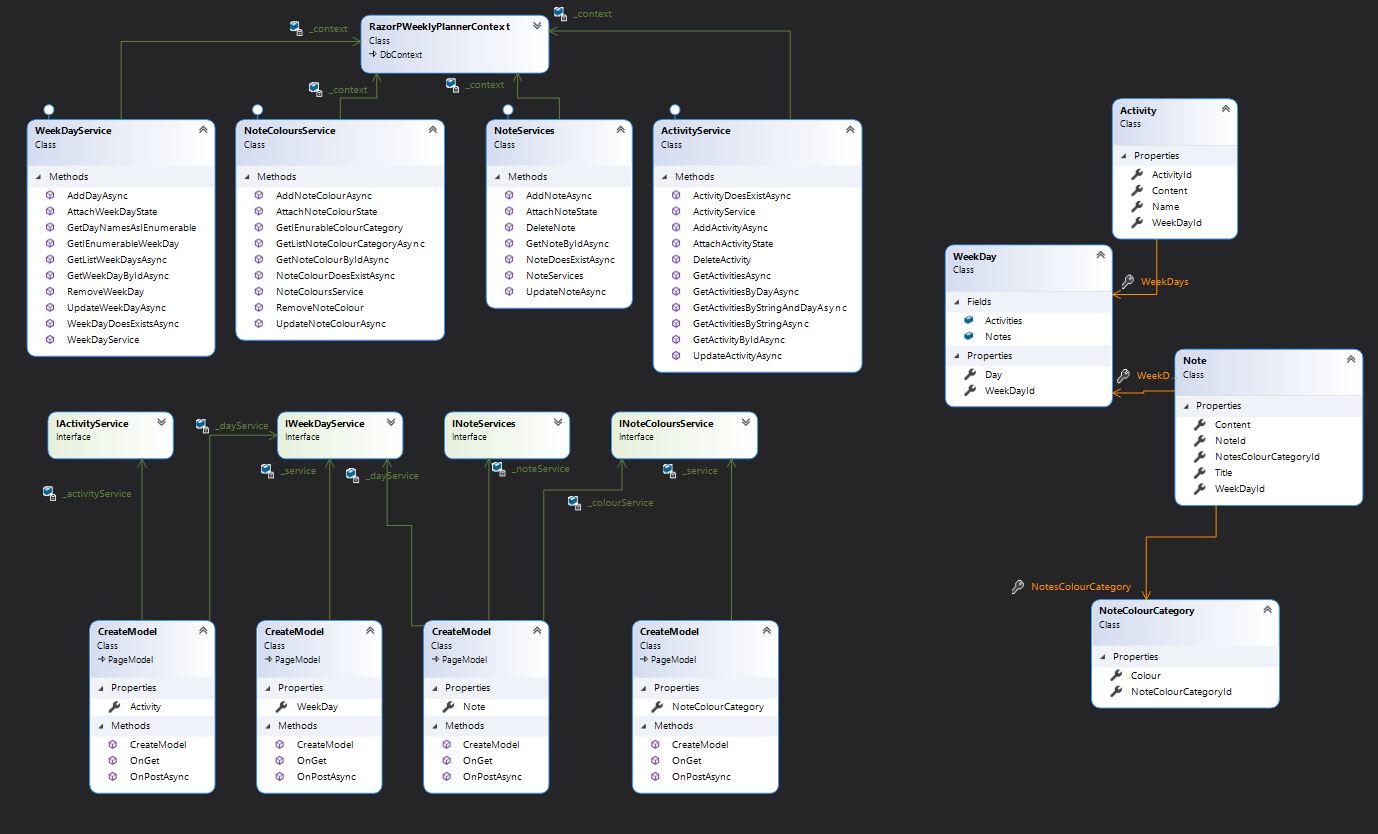 _context
RazorPWeeklyPlannerContext
Class
DbContext
_context
_context
_context
WeekDayService
Class
Methods
AddDayAsync
AttachWeekDayState
GetDayNamesAsIEnumerable
GetIEnumerableWeekDay
GetListWeekDaysAsync
GetWeekDayByIdAsync
RemoveWeekDay
UpdateWeekDayAsync
WeekDayDoesExistsAsync
WeekDayService
NoteColoursService
Class
Methods
AddNoteColourAsync
AttachNoteColourState
GetIEnurableColourCategory
GetListNoteColourCategoryAsync
GetNoteColourByIdAsync
NoteColourDoesExistAsync
NoteColoursService
RemoveNoteColour
UpdateNoteColourAsync
NoteServices
Class
Methods
AddNoteAsync
AttachNoteState
DeleteNote
GetNoteByIdAsync
NoteDoesExistAsync
NoteServices
UpdateNoteAsync
ActivityService
Class
Methods
ActivityDoesExistAsync
ActivityService
AddActivityAsync
AttachActivityState
DeleteActivity
GetActivitiesAsync
GetActivitiesByDayAsync
GetActivitiesByStringAndDayAsync
GetActivitiesByStringAsync
GetActivityByIdAsync
UpdateActivityAsync
Activity
Class
Properties
ActivityId
Content
Name
WeekDayId
WeekDay
Class
Fields
Activities
Notes
Properties
Day
WeekDayId
WeekDays
WeekD...
Note
Class
Properties
Content
NoteId
NotesColourCategoryId
Title
WeekDayId
NotesColourCategory
NoteColourCategory
Class
Properties
Colour
NoteColourCategoryId
IActivityService
Interface
_dayService
IWeekDayService
Interface
INoteServices
Interface
INoteColoursService
Interface
_activityService
_service
_dayService
_noteService
_colourService
_service
CreateModel
Class
PageModel
Properties
Activity
Methods
CreateModel
OnGet
OnPostAsync
CreateModel
Class
PageModel
Properties
WeekDay
Methods
CreateModel
OnGet
OnPostAsync
CreateModel
Class
PageModel
Properties
Note
Methods
CreateModel
OnGet
OnPostAsync
CreateModel
Class
PageModel
Properties
NoteColourCategory
Methods
CreateModel
OnGet
OnPostAsync